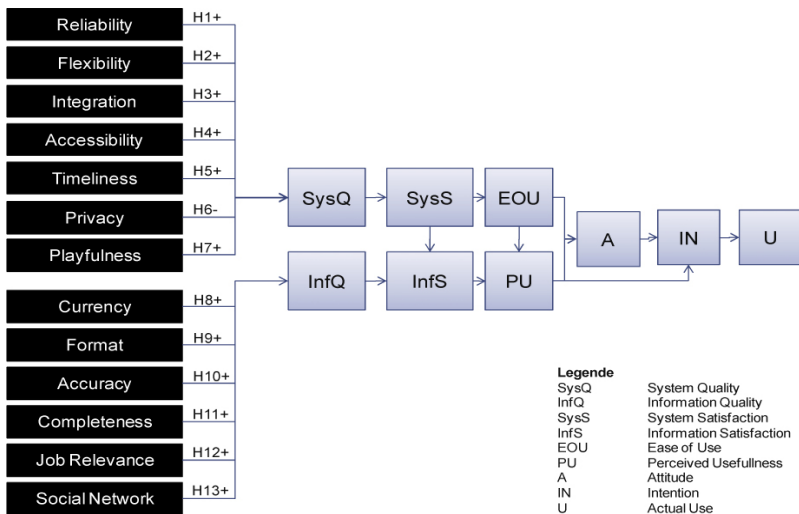 Reliability H1+
Flexibility H2+
Integration H3+
Accessibility H4+
Timeliness H5+
Privacy H6-
Playfulness H7+
SysQ SysS EOU
A IN U
InfQ InfS PU
Currency H8+
Format H9+
Accuracy H10+
Completeness H11+
Job Relevance H12+
Social Network H13+
Legende
SysQ System Quality
InfQ Information Quality
SysS System Satisfaction
InfS Information Satisfaction
EOU Ease of Use
PU Perceived Usefullness
A Attitude
IN Intention
U Actual Use